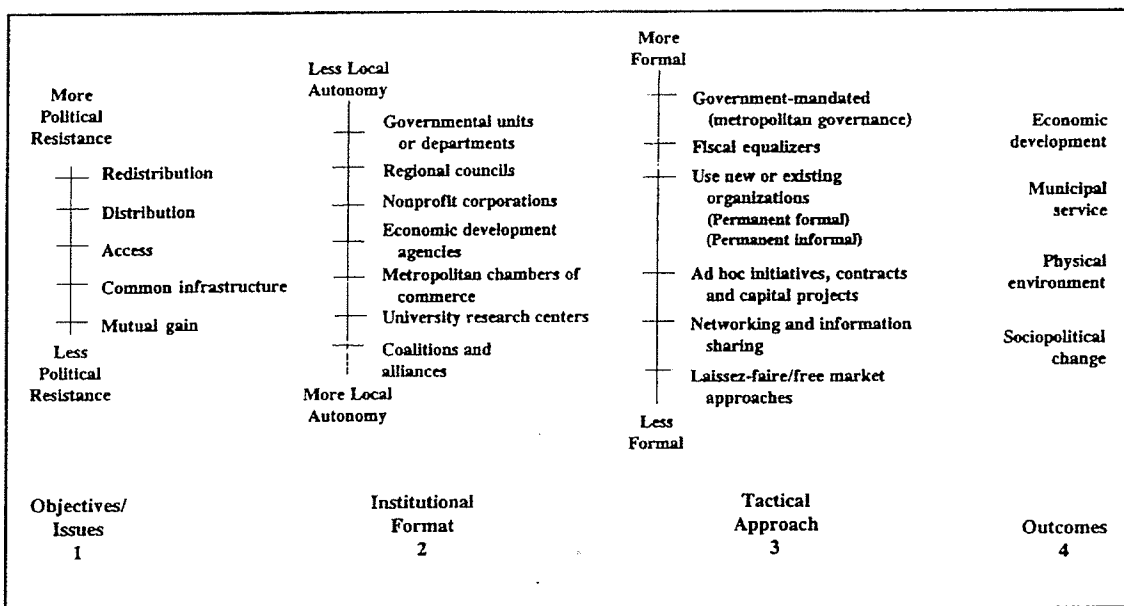 More
Political
Resistance
Redistribution
Distribution
Access
Common infrastructure
Mutual gain
Less
Political
Resistance
Objectives/
Issues
1
Less Local
Autonomy
Governmental units
or departments
Regional councils
Nonprofit corporations
Economic development
agencies
Metropolitan chambers of
commerce
University research centers
Coalitions and
alliances
More Local
Autonomy
Institutional
Format
2
More
Formal
Government-mandated
(metropolitan governance)
Fiscal equalizers
Use new or existing
organizations
(Permanent formal)
(Permanent informal)
Ad hoc initiatives, contracts
and capital projects
Networking and information
sharing
Laissez-faire/free market
approaches
Less
Formal
Tactical
Approach
3
Economic
development
Municipal
service
Physical
environment
Sociopolitical
change
Outcomes
4